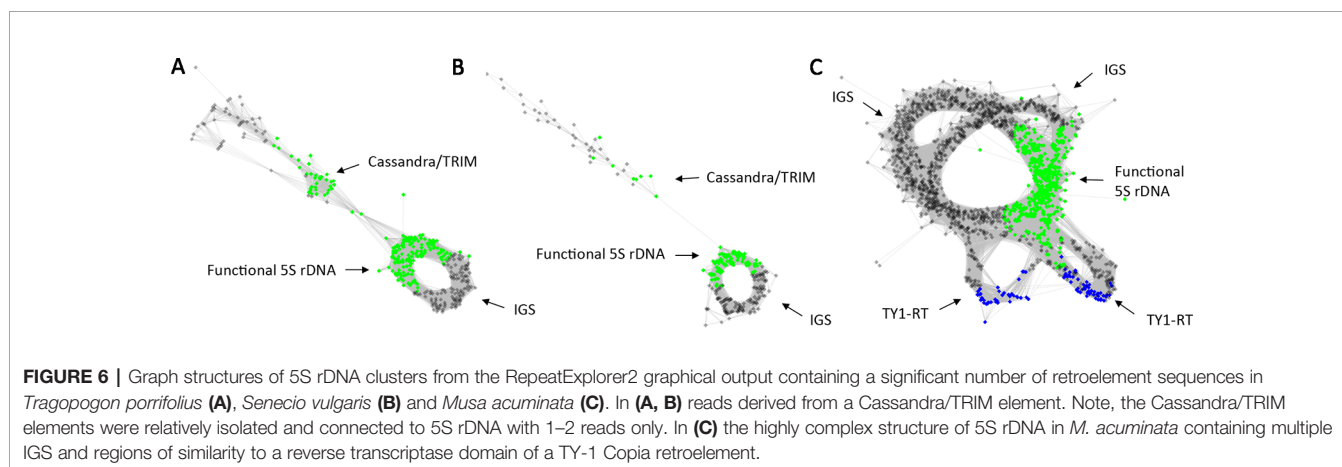 A
B
C
IGS
IGS
Cassandra/TRIM
Cassandra/TRIM
Functional
5S rDNA
Functional 5S rDNA
Functional 5S rDNA
IGS
IGS
TY1-RT
TY1-RT
FIGURE 6 | Graph structures of 5S rDNA clusters from the RepeatExplorer2 graphical output containing a significant number of retroelement sequences in
Tragopogon porrifolius (A), Senecio vulgaris (B) and Musa acuminata (C). In (A, B) reads derived from a Cassandra/TRIM element. Note, the Cassandra/TRIM
elements were relatively isolated and connected to 5S rDNA with 1–2 reads only. In (C) the highly complex structure of 5S rDNA in M. acuminata containing multiple
IGS and regions of similarity to a reverse transcriptase domain of a TY-1 Copia retroelement.